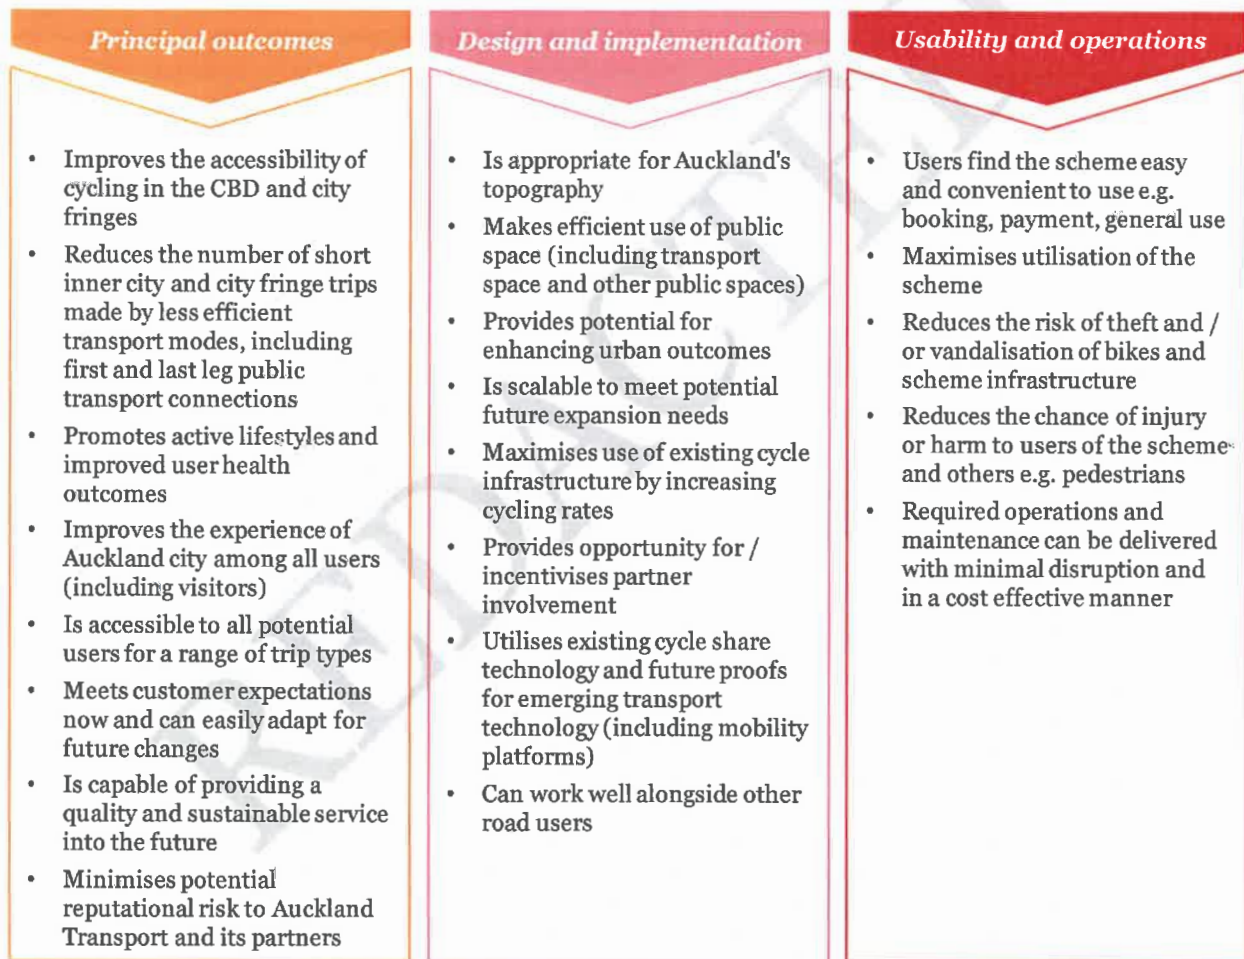 Principal outcomes
• Improves the accessibility of
cycling in the CBD and city
fringes
• Reduces the number of short
inner city and city fringe trips
made by less efficient
transport modes, including
first and last leg public
transport connections
• Promotes active lifestyles and
improved user health
outcomes
• Improves the experience of
Auckland city among all users
(including visitors)
• Is accessible to all potential
users for a range of trip types
• Meets customer expectations
now and can easily adapt for
future changes
• Is capable of providing a
quality and sustainable service
into the future
• Minimises potential
reputational risk to Auckland
Transport and its partners
Design and implementation
• Is appropriate for Auckland's
topography
• Makes efficient use of public
space (including transport
space and other public spaces)
• Provides potential for
enhancing urban outcomes
• Is scalable to meet potential
future expansion needs
• Maximises use of existing cycle
infrastructure by increasing
cycling rates
• Provides opportunity for /
incentivises partner
involvement
• Utilises existing cycle share
technology and future proofs
for emerging transport
technology (including mobility
platforms)
• Can work well alongside other
road users
Usability and operations
• Users find the scheme easy
and convenient to use e.g.
booking, payment, general use
• Maximises utilisation of the
scheme
• Reduces the risk of theft and /
or vandalisation of bikes and
scheme infrastructure
• Reduces the chance of injury
or harm to users of the scheme
and others e.g. pedestrians
• Required operations and
maintenance can be delivered
with minimal disruption and
in a cost effective manner
REDACTED